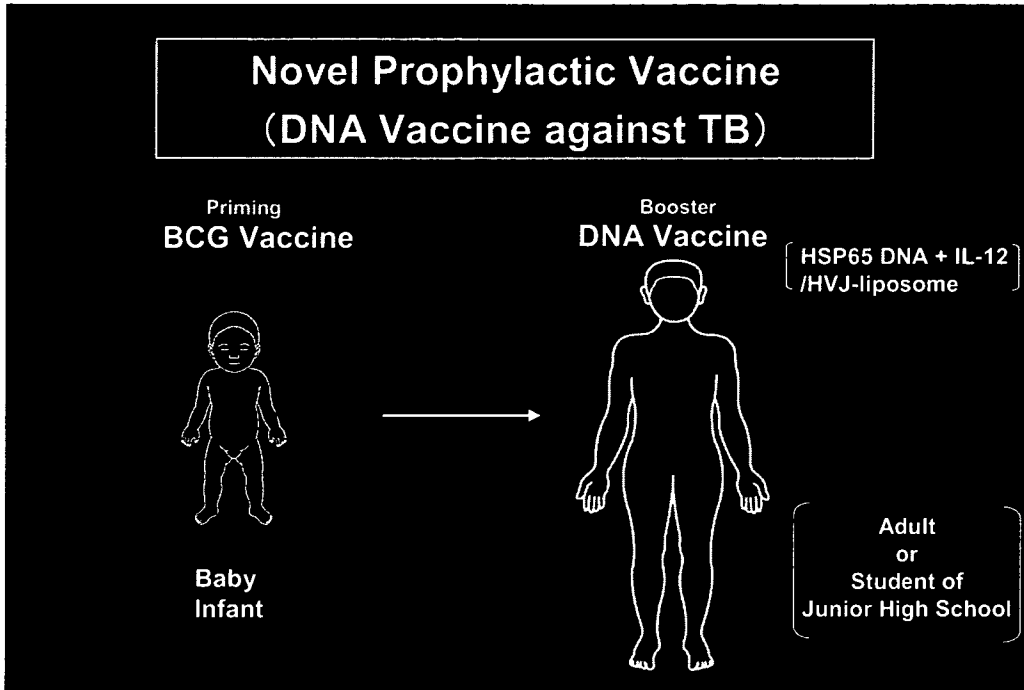 Novel Prophylactic Vaccine
(DNA Vaccine against TB)
Priming
BCG Vaccine
Booster
DNA Vaccine
HSP65 DNA + IL-12
/HVJ-liposome
Baby
Infant
Adult
or
Student of
Junior High School